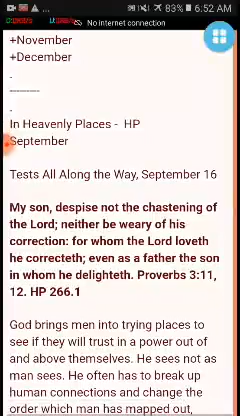 83% 6:52 AM
No internet connection
+November
+December
.
-------
.
In Heavenly Places - HP
September
Tests All Along the Way, September 16
My son, despise not the chastening of
the Lord; neither be weary of his
correction: for whom the Lord loveth
he correcteth; even as a father the son
in whom he delighteth. Proverbs 3:11,
12. HP 266.1
God brings men into trying places to
see if they will trust in a power out of
and above themselves. He sees not as
man sees. He often has to break up
human connections and change the
order which man has mapped out,